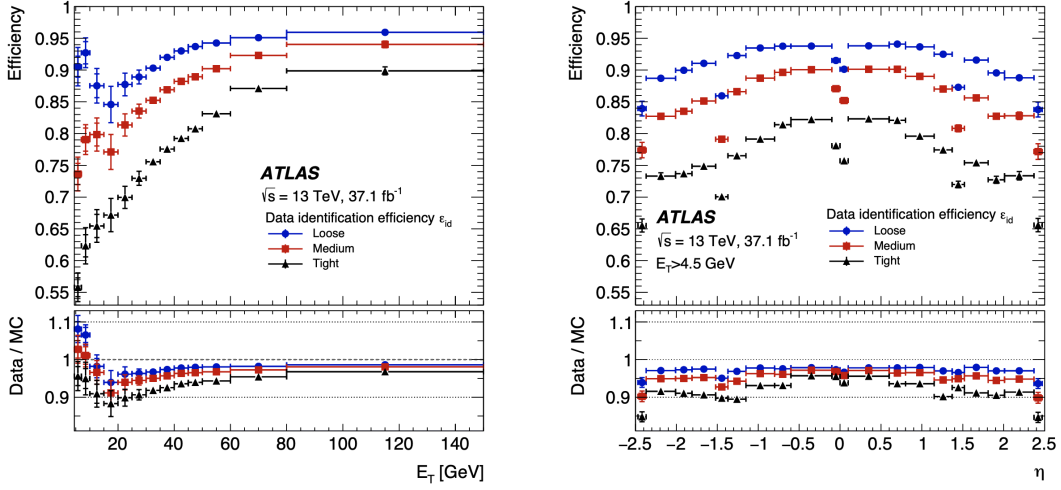 Efficiency
0.95
0.9
0.85
0.8
0.75
0.7
0.65
0.6
0.55
ATLAS
√s = 13 TeV, 37.1 fb⁻¹
Data identification efficiency ε_id
Loose
Medium
Tight
Data / MC
1.1
1
0.9
20 40 60 80 100 120 140
E_T [GeV]
Efficiency
1
0.95
0.9
0.85
0.8
0.75
0.7
0.65
0.6
0.55
ATLAS
√s = 13 TeV, 37.1 fb⁻¹
E_T>4.5 GeV
Data identification efficiency ε_id
Loose
Medium
Tight
Data / MC
1.1
1
0.9
−2.5 −2 −1.5 −1 −0.5 0 0.5 1 1.5 2 2.5
η